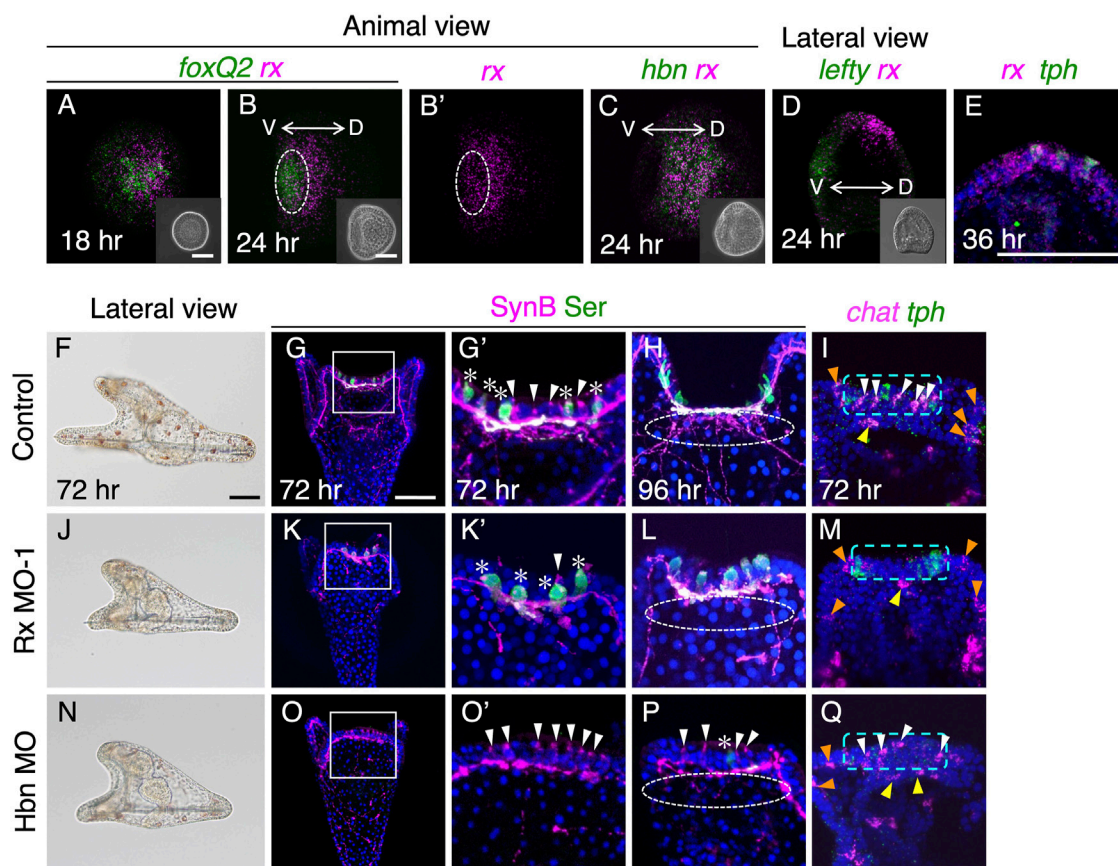 Animal view
Lateral view
foxQ2 rx
rx
hbn rx
lefty rx
rx tph
A
B
B'
C
D
E
V D
V D
V D
18 hr
24 hr
24 hr
24 hr
36 hr
Lateral view
SynB Ser
chat tph
Control
F
G
G'
H
I
* * * * *
72 hr
72 hr
72 hr
96 hr
72 hr
Rx MO-1
J
K
K'
L
M
* * * *
Hbn MO
N
O
O'
P
Q
*